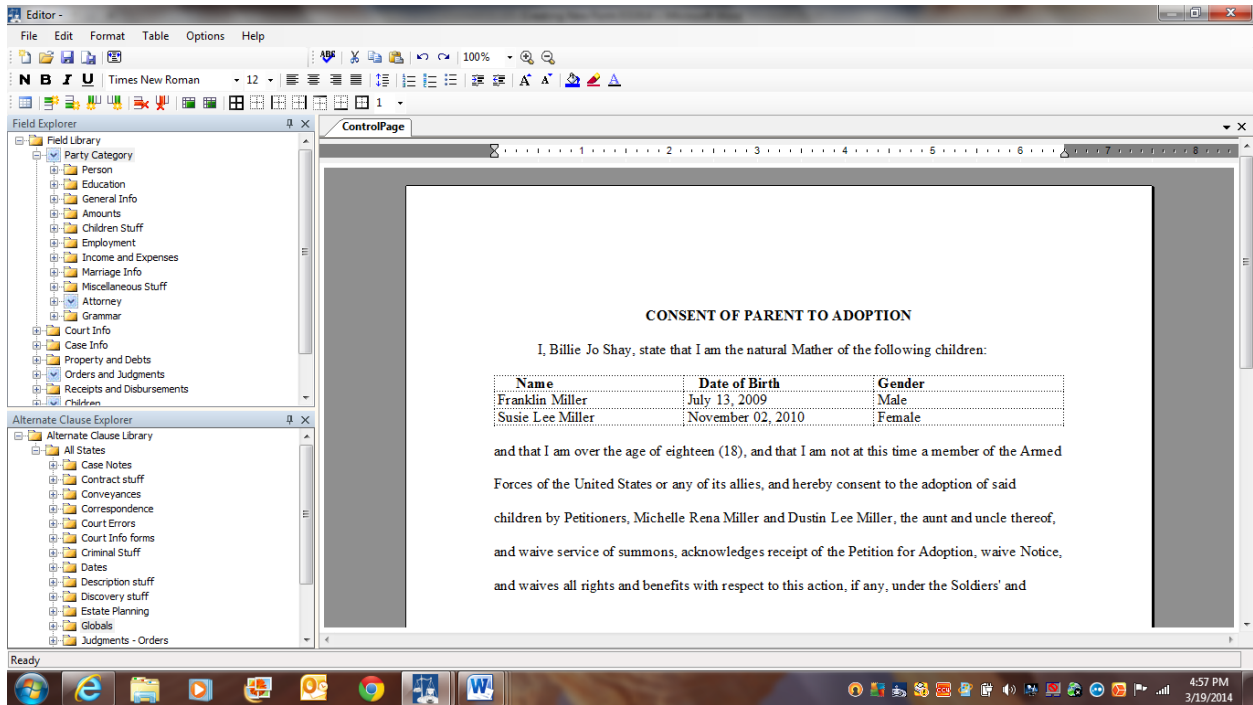 Editor -
File Edit Format Table Options Help
ABC 100%
N B I U Times New Roman 12 A A A
1
Field Explorer
Field Library
Party Category
Person
Education
General Info
Amounts
Children Stuff
Employment
Income and Expenses
Marriage Info
Miscellaneous Stuff
Attorney
Grammar
Court Info
Case Info
Property and Debts
Orders and Judgments
Receipts and Disbursements
Children
Alternate Clause Explorer
Alternate Clause Library
All States
Case Notes
Contract stuff
Conveyances
Correspondence
Court Errors
Court Info forms
Criminal Stuff
Dates
Description stuff
Discovery stuff
Estate Planning
Globals
Judgments - Orders
ControlPage
1 2 3 4 5 6 7 8
CONSENT OF PARENT TO ADOPTION
I, Billie Jo Shay, state that I am the natural Mather of the following children:
Name Date of Birth Gender
Franklin Miller July 13, 2009 Male
Susie Lee Miller November 02, 2010 Female
and that I am over the age of eighteen (18), and that I am not at this time a member of the Armed
Forces of the United States or any of its allies, and hereby consent to the adoption of said
children by Petitioners, Michelle Rena Miller and Dustin Lee Miller, the aunt and uncle thereof,
and waive service of summons, acknowledges receipt of the Petition for Adoption, waive Notice,
and waives all rights and benefits with respect to this action, if any, under the Soldiers' and
Ready
4:57 PM
3/19/2014